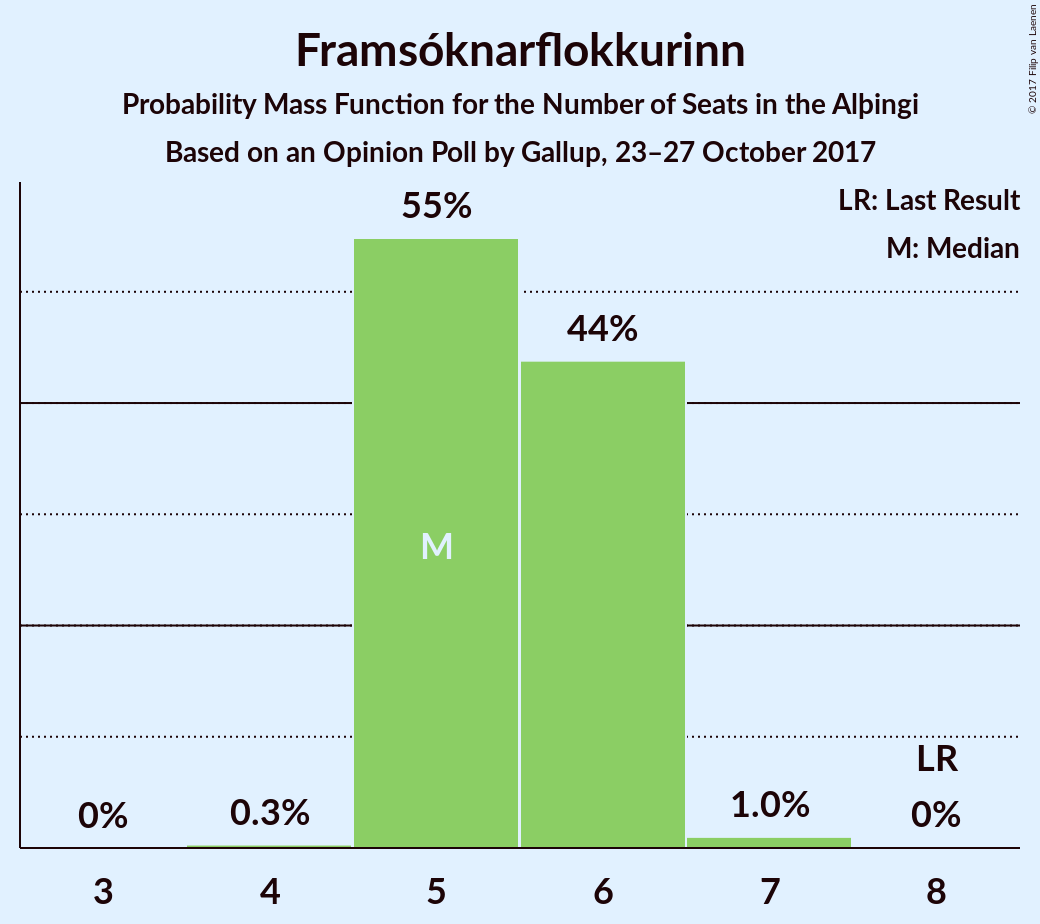 Framsóknarflokkurinn
Probability Mass Function for the Number of Seats in the Alþingi
Based on an Opinion Poll by Gallup, 23–27 October 2017
© 2017 Filip van Laenen
LR: Last Result
M: Median
55%
44%
M
LR
0%
0.3%
1.0%
0%
3 4 5 6 7 8